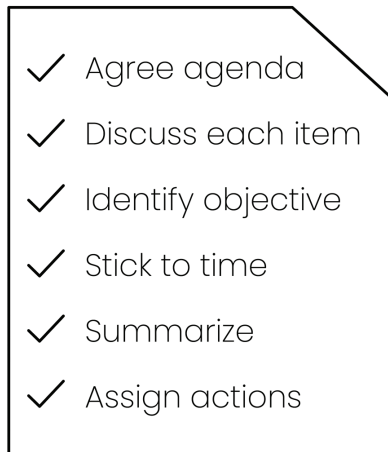 Agree agenda
Discuss each item
Identify objective
Stick to time
Summarize
Assign actions